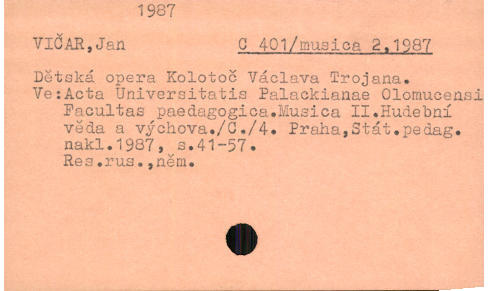 1987
VIČAR,Jan C 401/musica 2,1987
Dětská opera Kolotoč Václava Trojana.
Ve:Acta Universitatis Palackianae Olomucensi
Facultas paedagogica.Musica II.Hudební
věda a výchova./C./4. Praha,Stát.pedag.
nakl.1987, s.41-57.
Res.rus.,něm.